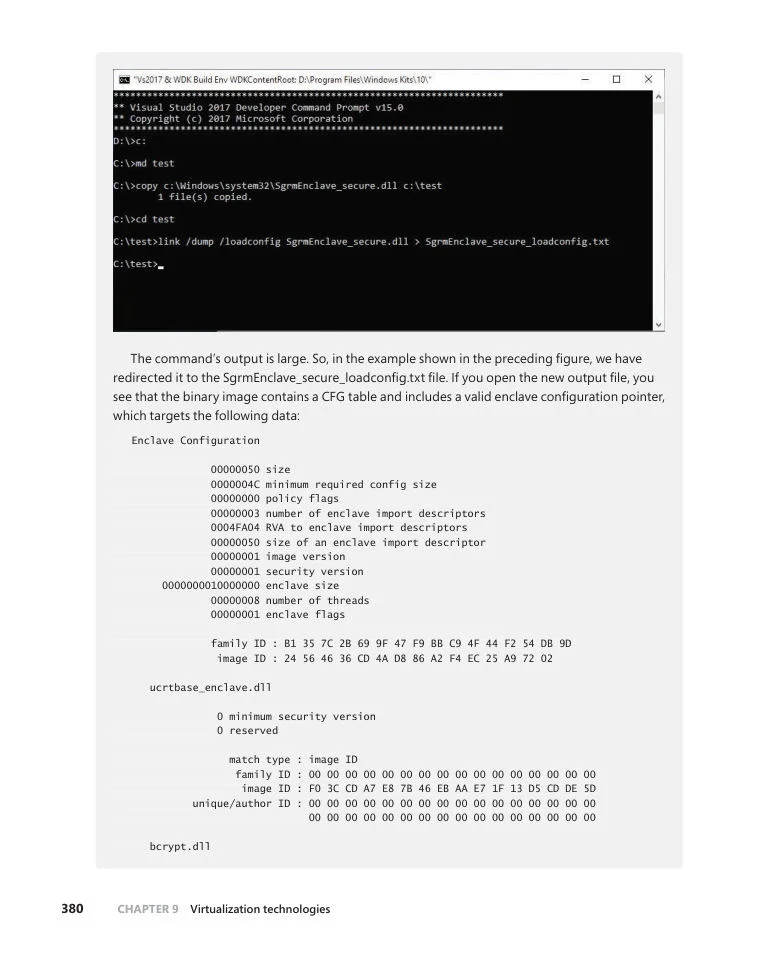 "Vs2017 & WDK Build Env WDKContentRoot: D:\Program Files\Windows Kits\10\"
**********************************************************************
** Visual Studio 2017 Developer Command Prompt v15.0
** Copyright (c) 2017 Microsoft Corporation
**********************************************************************
D:\>c:
C:\>md test
C:\>copy c:\Windows\system32\SgrmEnclave_secure.dll c:\test
        1 file(s) copied.
C:\>cd test
C:\test>link /dump /loadconfig SgrmEnclave_secure.dll > SgrmEnclave_secure_loadconfig.txt
C:\test>
The command's output is large. So, in the example shown in the preceding figure, we have
redirected it to the SgrmEnclave_secure_loadconfig.txt file. If you open the new output file, you
see that the binary image contains a CFG table and includes a valid enclave configuration pointer,
which targets the following data:
Enclave Configuration
00000050 size
0000004C minimum required config size
00000000 policy flags
00000003 number of enclave import descriptors
0004FA04 RVA to enclave import descriptors
00000050 size of an enclave import descriptor
00000001 image version
00000001 security version
0000000010000000 enclave size
00000008 number of threads
00000001 enclave flags
family ID : B1 35 7C 2B 69 9F 47 F9 BB C9 4F 44 F2 54 DB 9D
image ID : 24 56 46 36 CD 4A D8 86 A2 F4 EC 25 A9 72 02
ucrtbase_enclave.dll
0 minimum security version
0 reserved
match type : image ID
family ID : 00 00 00 00 00 00 00 00 00 00 00 00 00 00 00 00
image ID : F0 3C CD A7 E8 7B 46 EB AA E7 1F 13 D5 CD DE 5D
unique/author ID : 00 00 00 00 00 00 00 00 00 00 00 00 00 00 00 00
00 00 00 00 00 00 00 00 00 00 00 00 00 00 00 00
bcrypt.dll
380 CHAPTER 9 Virtualization technologies